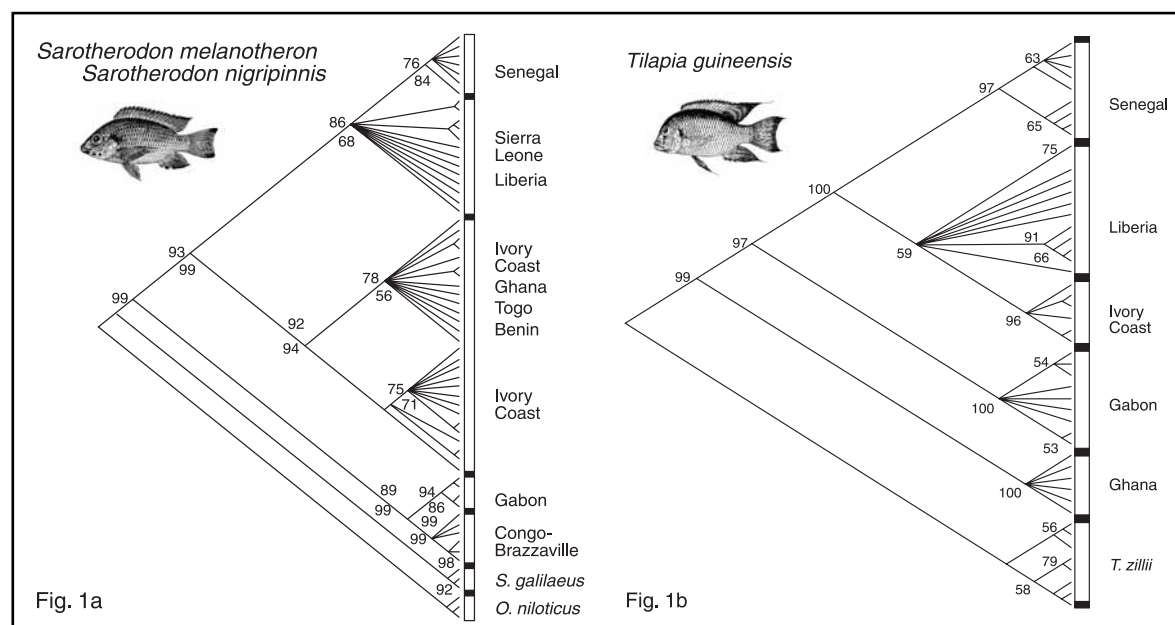 Sarotherodon melanotheron
Sarotherodon nigripinnis
76
84
Senegal
86
68
Sierra
Leone
Liberia
93
99
Ivory
Coast
78
56
Ghana
Togo
Benin
99
92
94
75
71
Ivory
Coast
89
99
94
86
99
99
98
Gabon
Congo-
Brazzaville
92
S. galilaeus
O. niloticus
Fig. 1a
Tilapia guineensis
63
97
65
Senegal
75
100
91
66
59
Liberia
97
99
96
Ivory
Coast
54
100
53
Gabon
100
Ghana
56
79
58
T. zillii
Fig. 1b